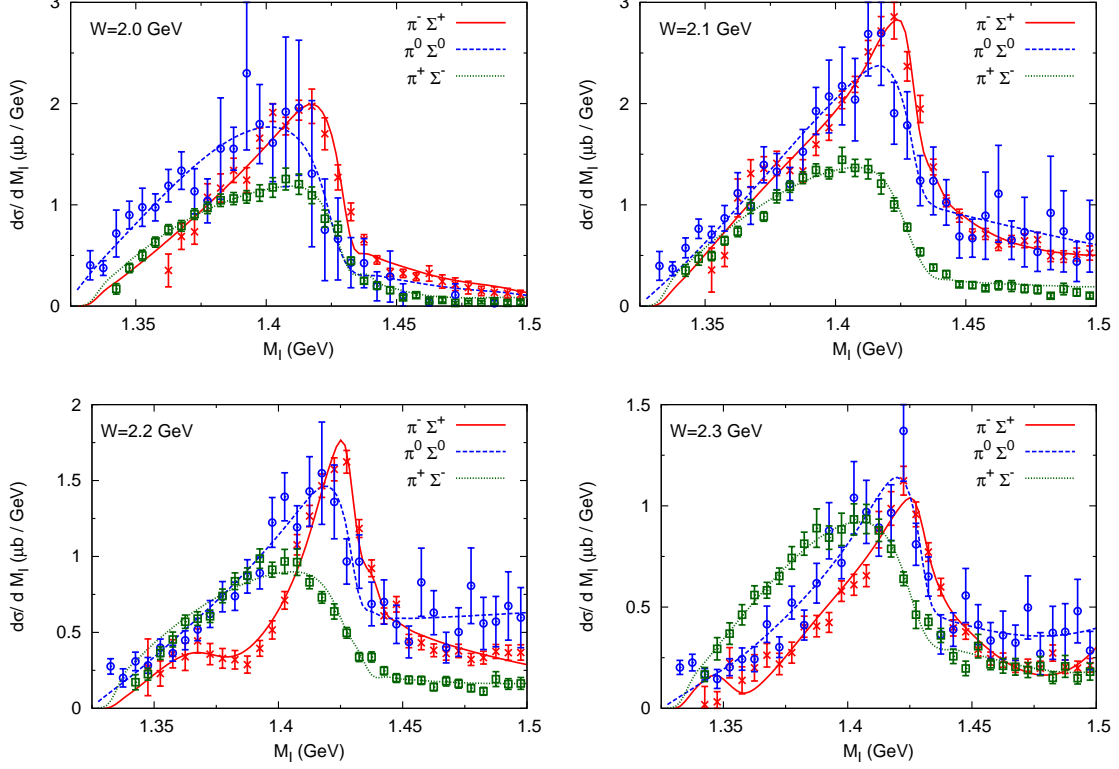 W=2.0 GeV
π⁻ Σ⁺
π⁰ Σ⁰
π⁺ Σ⁻
dσ/ d M_I (μb / GeV)
3
2
1
0
1.35
1.4
1.45
1.5
M_I (GeV)
W=2.1 GeV
π⁻ Σ⁺
π⁰ Σ⁰
π⁺ Σ⁻
dσ/ d M_I (μb / GeV)
3
2
1
0
1.35
1.4
1.45
1.5
M_I (GeV)
W=2.2 GeV
π⁻ Σ⁺
π⁰ Σ⁰
π⁺ Σ⁻
dσ/ d M_I (μb / GeV)
2
1.5
1
0.5
0
1.35
1.4
1.45
1.5
M_I (GeV)
W=2.3 GeV
π⁻ Σ⁺
π⁰ Σ⁰
π⁺ Σ⁻
dσ/ d M_I (μb / GeV)
1.5
1
0.5
0
1.35
1.4
1.45
1.5
M_I (GeV)